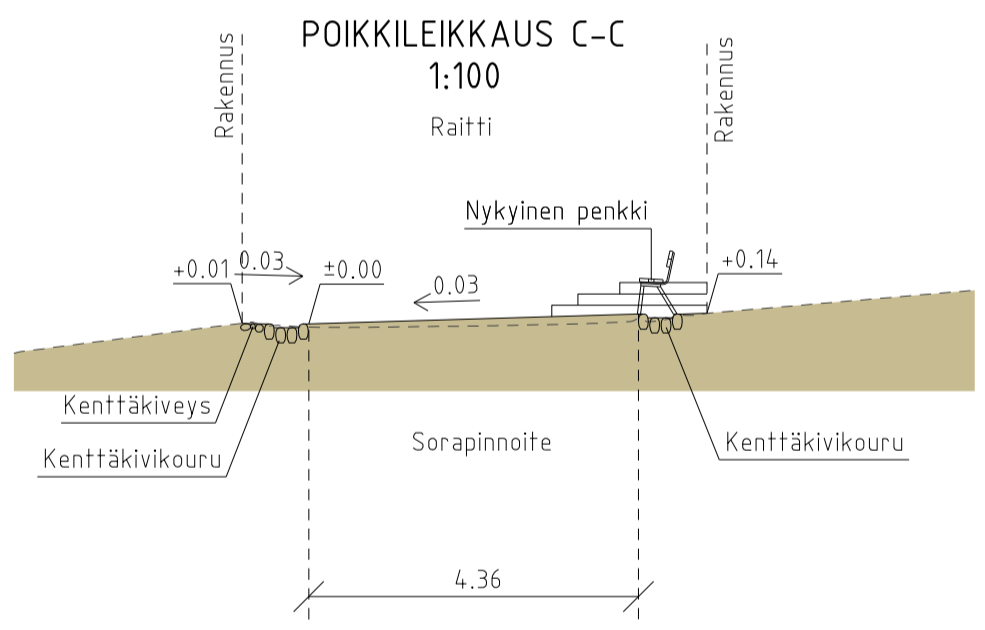 POIKKILEIKKAUS C-C
1:100
Raitti
Rakennus
Rakennus
Nykyinen penkki
+0.01
0.03
±0.00
0.03
+0.14
Kenttäkiveys
Kenttäkivikouru
Sorapinnoite
Kenttäkivikouru
4.36